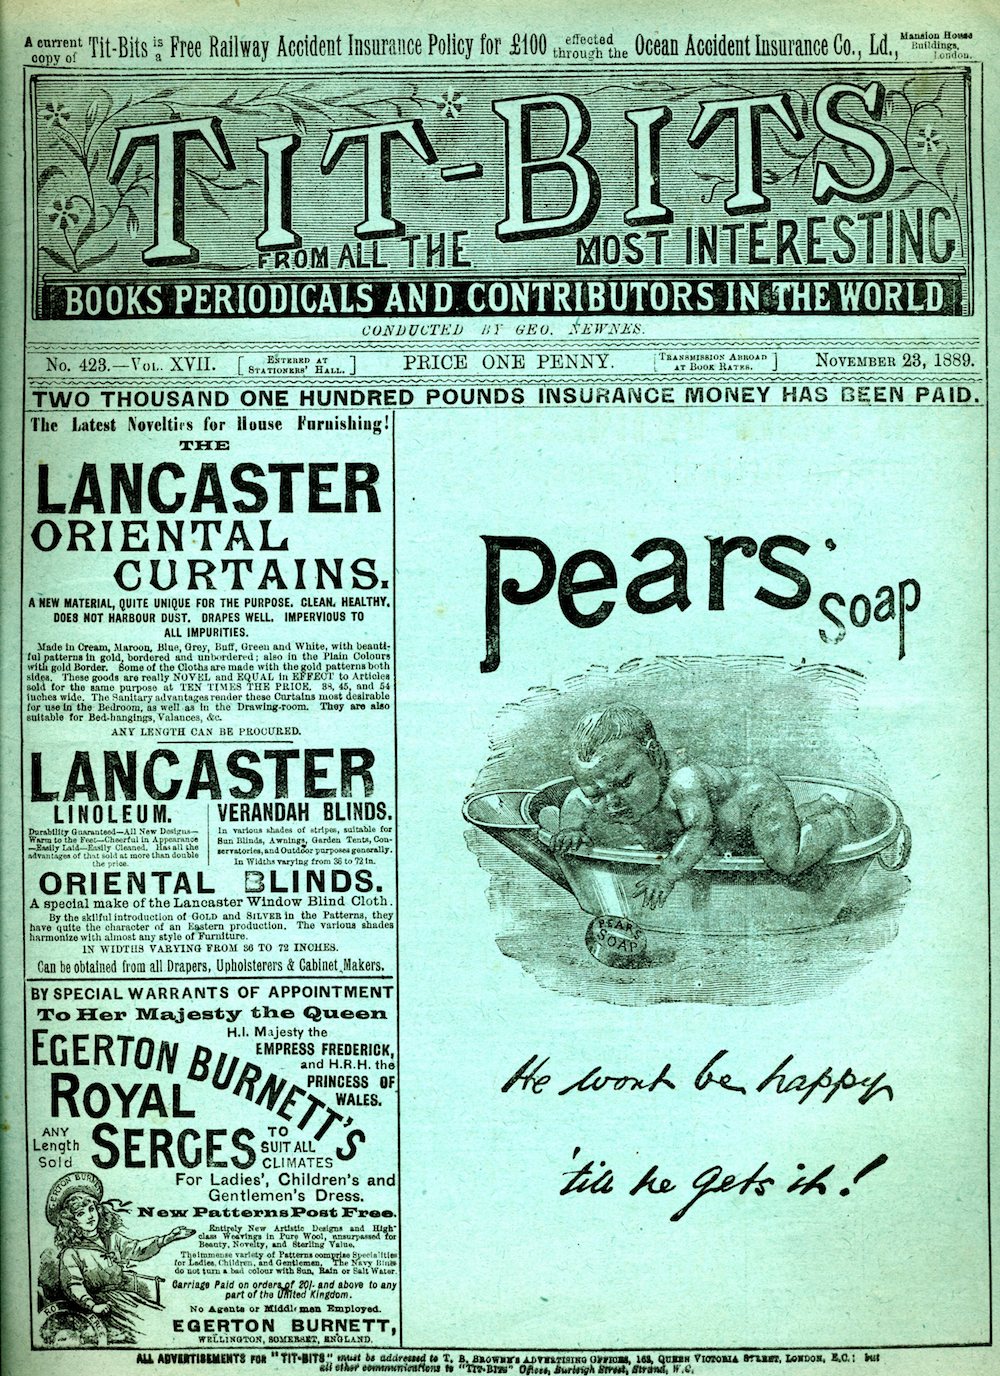 A current copy of Tit-Bits is a Free Railway Accident Insurance Policy for £100 effected through the Ocean Accident Insurance Co., Ld., Mansion House Buildings, London.
TIT-BITS
FROM ALL THE MOST INTERESTING
BOOKS PERIODICALS AND CONTRIBUTORS IN THE WORLD
CONDUCTED BY GEO. NEWNES.
No. 423.—Vol. XVII. [Entered at Stationers' Hall.] PRICE ONE PENNY. [Transmission Abroad at Book Rates.] November 23, 1889.
TWO THOUSAND ONE HUNDRED POUNDS INSURANCE MONEY HAS BEEN PAID.
The Latest Novelties for House Furnishing!
THE
LANCASTER
ORIENTAL
CURTAINS.
A NEW MATERIAL, QUITE UNIQUE FOR THE PURPOSE. CLEAN, HEALTHY,
DOES NOT HARBOUR DUST. DRAPES WELL. IMPERVIOUS TO
ALL IMPURITIES.
Made in Cream, Maroon, Blue, Grey, Buff, Green and White, with beauti-
ful patterns in gold, bordered and unbordered; also in the Plain Colours
with gold Border. Some of the Cloths are made with the gold patterns both
sides. These goods are really NOVEL and EQUAL in EFFECT to Articles
sold for the same purpose at TEN TIMES THE PRICE. 38, 45, and 54
inches wide. The Sanitary advantages render these Curtains most desirable
for use in the Bedroom, as well as in the Drawing-room. They are also
suitable for Bed-hangings, Valances, &c.
ANY LENGTH CAN BE PROCURED.
LANCASTER
LINOLEUM.
Durability Guaranteed—All New Designs—
Warm to the Feet—Cheerful in Appearance
—Easily Laid—Easily Cleaned. Has all the
advantages of that sold at more than double
the price.
VERANDAH BLINDS.
In various shades of stripes, suitable for
Sun Blinds, Awnings, Garden Tents, Con-
servatories, and Outdoor purposes generally.
In Widths varying from 36 to 72 in.
ORIENTAL BLINDS.
A special make of the Lancaster Window Blind Cloth.
By the skilful introduction of GOLD and SILVER in the Patterns, they
have quite the character of an Eastern production. The various shades
harmonize with almost any style of Furniture.
IN WIDTHS VARYING FROM 36 TO 72 INCHES.
Can be obtained from all Drapers, Upholsterers & Cabinet Makers.
BY SPECIAL WARRANTS OF APPOINTMENT
To Her Majesty the Queen
H.I. Majesty the
EMPRESS FREDERICK,
and H.R.H. the
PRINCESS OF
WALES.
EGERTON BURNETT'S
ROYAL
SERGES
ANY
Length
Sold
TO
SUIT ALL
CLIMATES
For Ladies', Children's and
Gentlemen's Dress.
New Patterns Post Free.
Entirely New Artistic Designs and High-
class Weavings in Pure Wool, unsurpassed for
Beauty, Novelty, and Sterling Value.
The immense variety of Patterns comprise Specialities
for Ladies, Children, and Gentlemen. The Navy Blues
do not turn a bad colour with Sun, Rain or Salt Water.
Carriage Paid on orders of 20/- and above to any
part of the United Kingdom.
No Agents or Middlemen Employed.
EGERTON BURNETT,
WELLINGTON, SOMERSET, ENGLAND.
EGERTON BURN
Pears' Soap
PEARS
SOAP
He wont be happy
'till he gets it!
ALL ADVERTISEMENTS FOR "TIT-BITS" must be addressed to T. B. BROWNE'S ADVERTISING OFFICES, 163, QUEEN VICTORIA STREET, LONDON, E.C.; but
all other communications to "TIT-BITS" Offices, Burleigh Street, Strand, W.C.